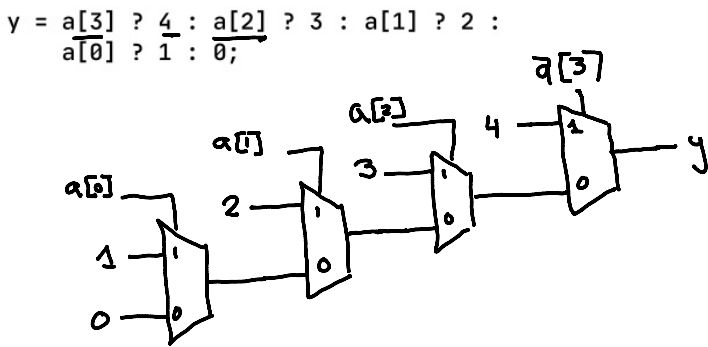 y = a[3] ? 4 : a[2] ? 3 : a[1] ? 2 :
a[0] ? 1 : 0;
a[3]
a[2]
4
1
y
a[1]
3
1
0
a[0]
2
1
0
1
1
0
0
0